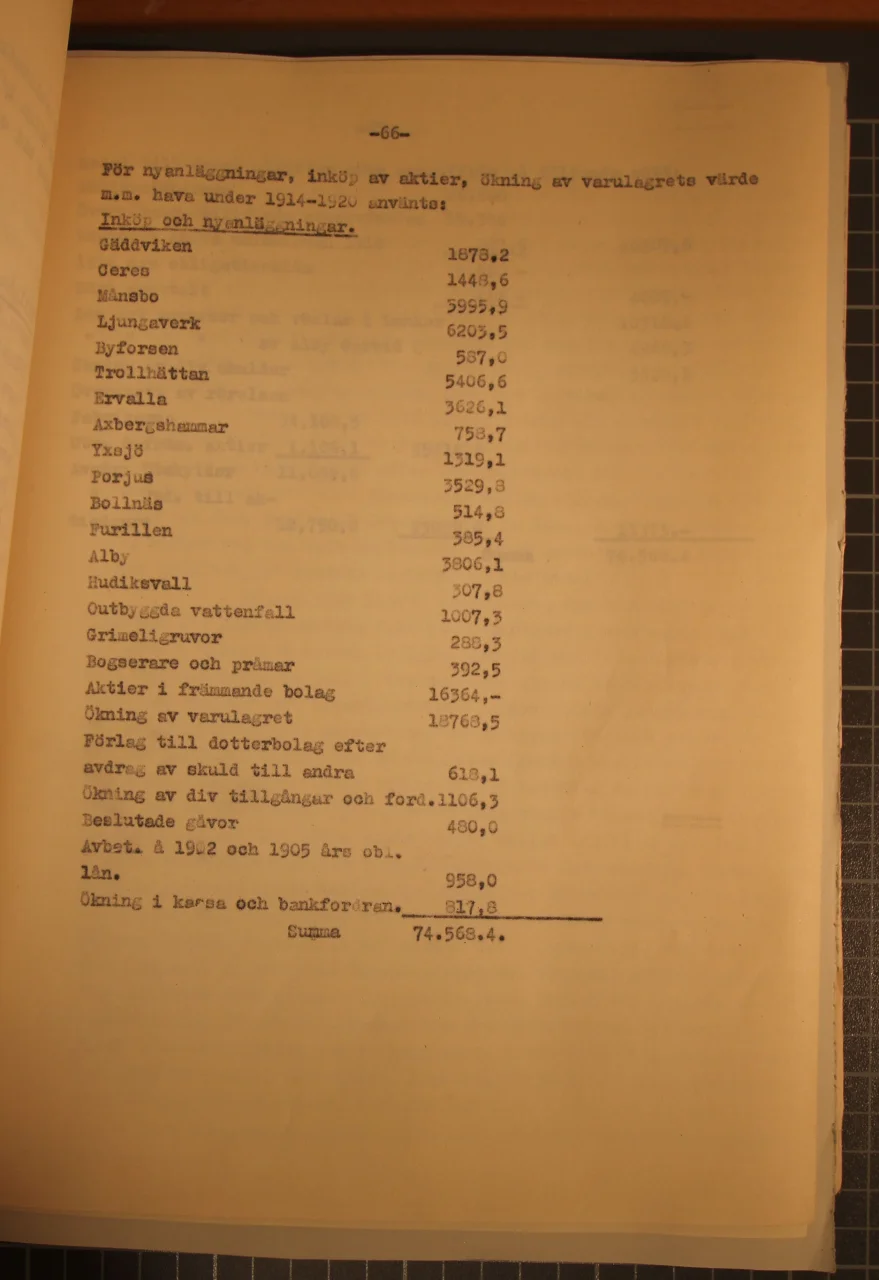 -66-
För nyanläggningar, inköp av aktier, ökning av varulagrets värde
m.m. hava under 1914-1920 använts:
Inköp och nyanläggningar.
Gäddviken 1878,2
Ceres 1448,6
Månsbo 3995,9
Ljungaverk 6203,5
Byforsen 587,0
Trollhättan 5406,6
Ervalla 3626,1
Axbergshammar 758,7
Yxsjö 1319,1
Porjus 3529,8
Bollnäs 514,8
Furillen 385,4
Alby 3806,1
Hudiksvall 307,8
Outbyggda vattenfall 1007,3
Grimeligruvor 288,3
Bogserare och pråmar 392,5
Aktier i främmande bolag 16364,-
Ökning av varulagret 18768,5
Förlag till dotterbolag efter
avdrag av skuld till andra 618,1
Ökning av div tillgångar och ford.1106,3
Beslutade gåvor 480,0
Avbet. å 1902 och 1905 års obl.
lån. 958,0
Ökning i kassa och bankfordran. 817,8
Summa 74.568.4.